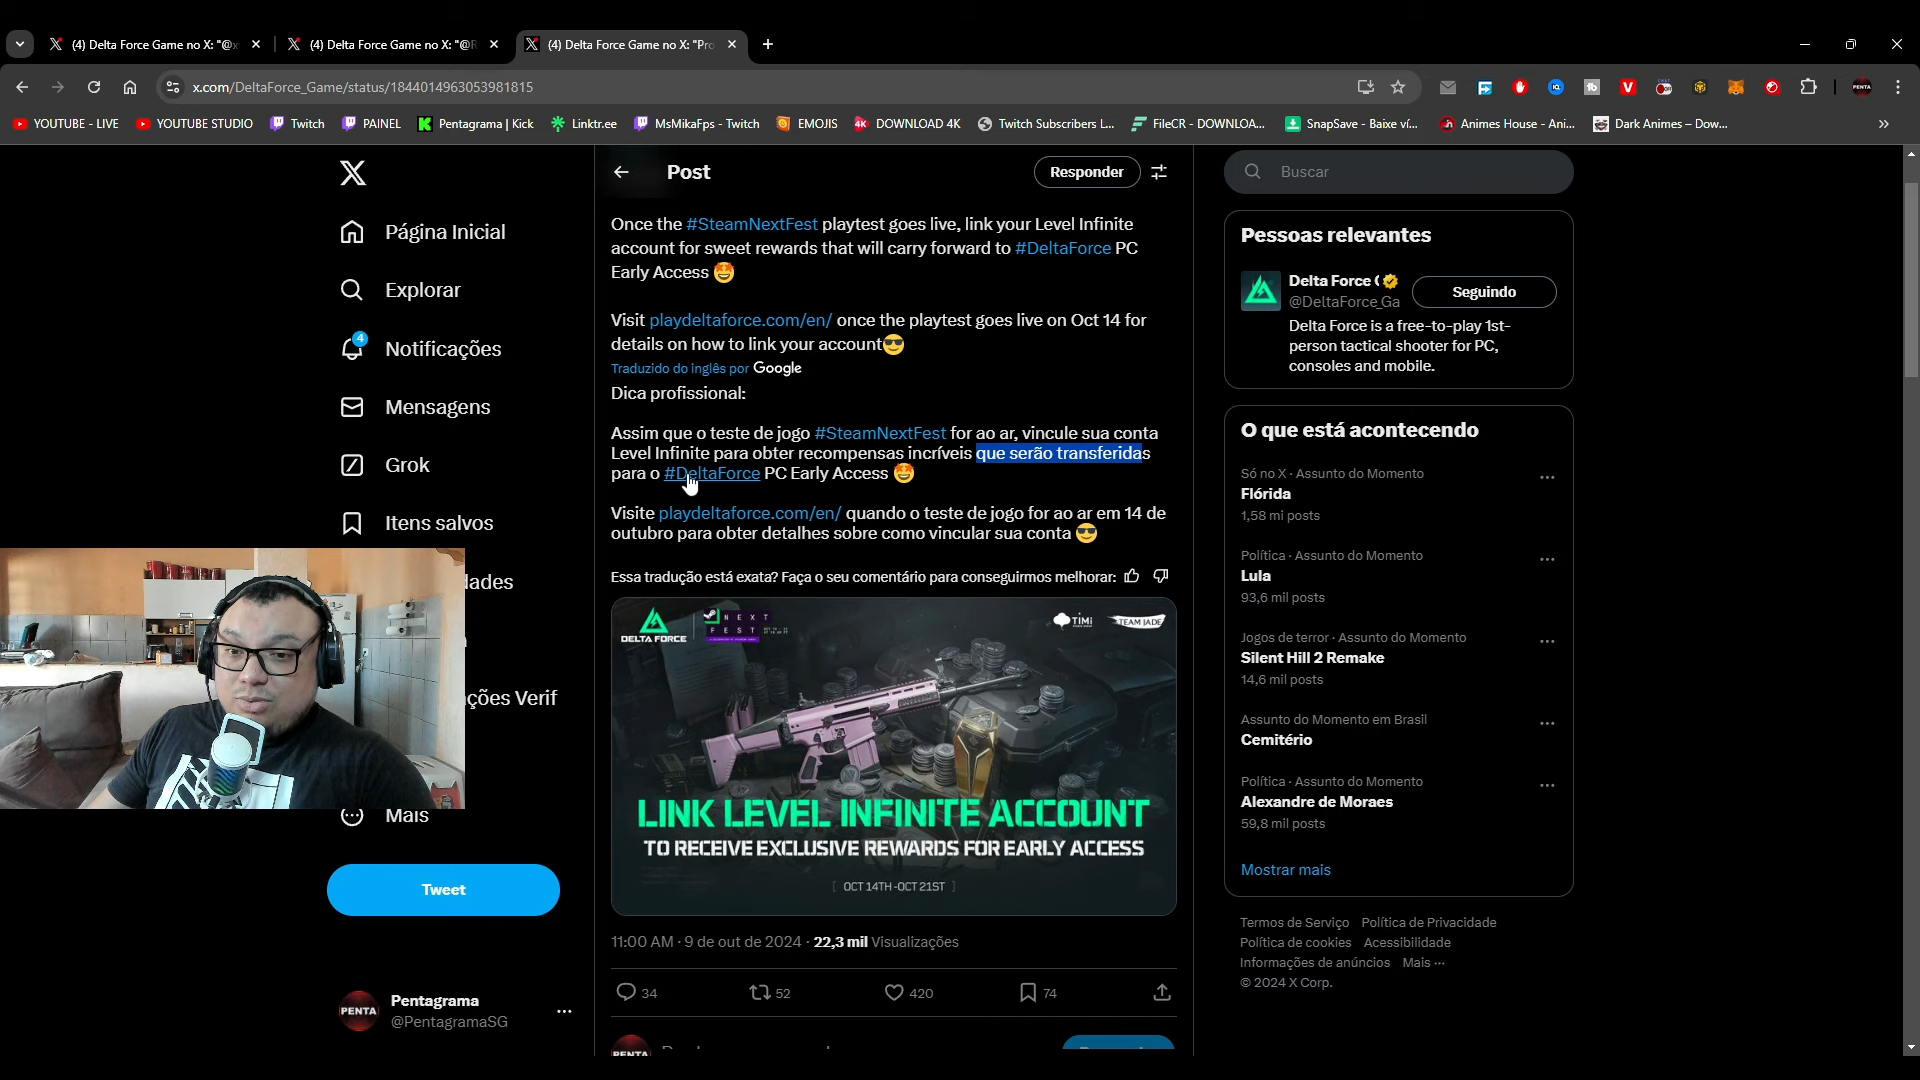 (4) Delta Force Game no X: "@x
(4) Delta Force Game no X: "@R
(4) Delta Force Game no X: "Pro
x.com/DeltaForce_Game/status/1844014963053981815
YOUTUBE - LIVE
YOUTUBE STUDIO
Twitch
PAINEL
Pentagrama | Kick
Linktr.ee
MsMikaFps - Twitch
EMOJIS
DOWNLOAD 4K
Twitch Subscribers L...
FileCR - DOWNLOA...
SnapSave - Baixe ví...
Animes House - Ani...
Dark Animes – Dow...
Página Inicial
Explorar
4
Notificações
Mensagens
Grok
Itens salvos
dades
ções Verif
Mais
Tweet
Pentagrama
@PentagramaSG
PENTA
Post
Responder
Once the #SteamNextFest playtest goes live, link your Level Infinite
account for sweet rewards that will carry forward to #DeltaForce PC
Early Access 🤩
Visit playdeltaforce.com/en/ once the playtest goes live on Oct 14 for
details on how to link your account😎
Traduzido do inglês por Google
Dica profissional:
Assim que o teste de jogo #SteamNextFest for ao ar, vincule sua conta
Level Infinite para obter recompensas incríveis que serão transferidas
para o #DeltaForce PC Early Access 🤩
Visite playdeltaforce.com/en/ quando o teste de jogo for ao ar em 14 de
outubro para obter detalhes sobre como vincular sua conta 😎
Essa tradução está exata? Faça o seu comentário para conseguirmos melhorar:
DELTA FORCE
NEXT
FEST
TiMi
TEAM JADE
LINK LEVEL INFINITE ACCOUNT
TO RECEIVE EXCLUSIVE REWARDS FOR EARLY ACCESS
[ OCT 14TH-OCT 21ST ]
11:00 AM · 9 de out de 2024 · 22,3 mil Visualizações
34
52
420
74
PENTA
Buscar
Pessoas relevantes
Delta Force
@DeltaForce_Ga
Seguindo
Delta Force is a free-to-play 1st-
person tactical shooter for PC,
consoles and mobile.
O que está acontecendo
Só no X · Assunto do Momento
Flórida
1,58 mi posts
Política · Assunto do Momento
Lula
93,6 mil posts
Jogos de terror · Assunto do Momento
Silent Hill 2 Remake
14,6 mil posts
Assunto do Momento em Brasil
Cemitério
Política · Assunto do Momento
Alexandre de Moraes
59,8 mil posts
Mostrar mais
Termos de Serviço Política de Privacidade
Política de cookies Acessibilidade
Informações de anúncios Mais ...
© 2024 X Corp.